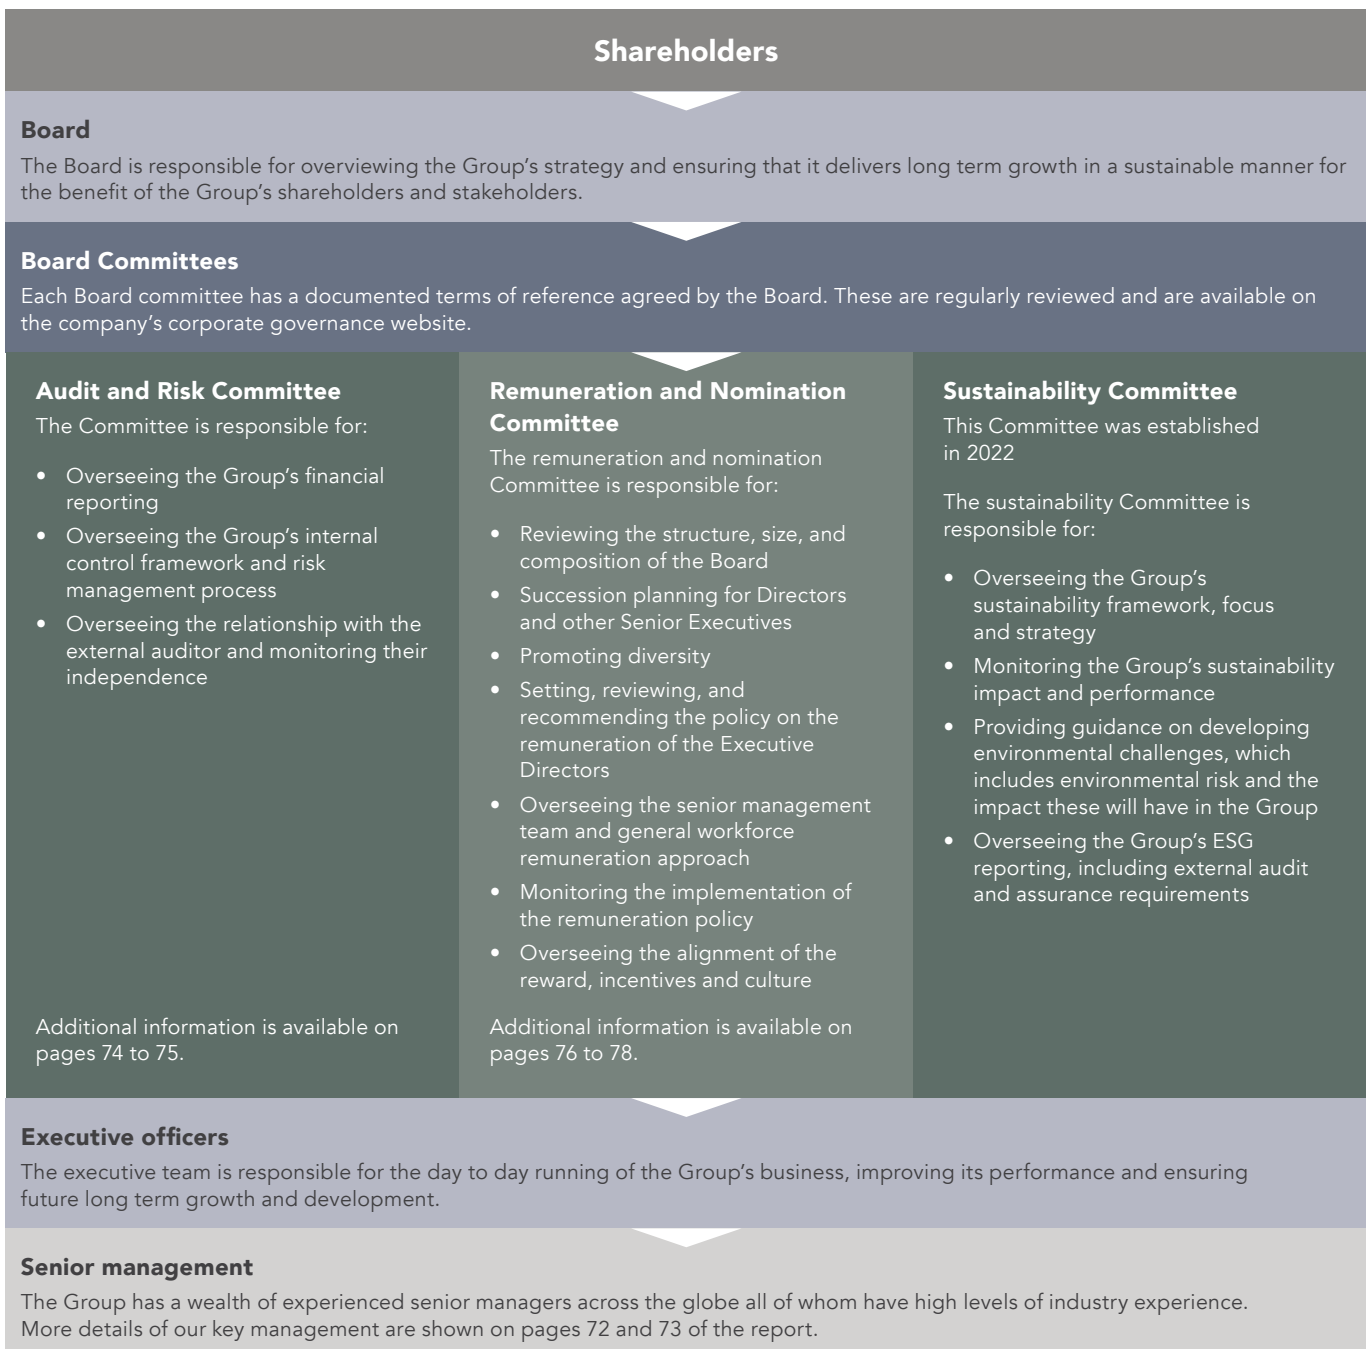 Shareholders
Board
The Board is responsible for overviewing the Group's strategy and ensuring that it delivers long term growth in a sustainable manner for
the benefit of the Group's shareholders and stakeholders.
Board Committees
Each Board committee has a documented terms of reference agreed by the Board. These are regularly reviewed and are available on
the company's corporate governance website.
Audit and Risk Committee
The Committee is responsible for:
• Overseeing the Group's financial
reporting
• Overseeing the Group's internal
control framework and risk
management process
• Overseeing the relationship with the
external auditor and monitoring their
independence
Additional information is available on
pages 74 to 75.
Remuneration and Nomination
Committee
The remuneration and nomination
Committee is responsible for:
• Reviewing the structure, size, and
composition of the Board
• Succession planning for Directors
and other Senior Executives
• Promoting diversity
• Setting, reviewing, and
recommending the policy on the
remuneration of the Executive
Directors
• Overseeing the senior management
team and general workforce
remuneration approach
• Monitoring the implementation of
the remuneration policy
• Overseeing the alignment of the
reward, incentives and culture
Additional information is available on
pages 76 to 78.
Sustainability Committee
This Committee was established
in 2022
The sustainability Committee is
responsible for:
• Overseeing the Group's
sustainability framework, focus
and strategy
• Monitoring the Group's sustainability
impact and performance
• Providing guidance on developing
environmental challenges, which
includes environmental risk and the
impact these will have in the Group
• Overseeing the Group's ESG
reporting, including external audit
and assurance requirements
Executive officers
The executive team is responsible for the day to day running of the Group's business, improving its performance and ensuring
future long term growth and development.
Senior management
The Group has a wealth of experienced senior managers across the globe all of whom have high levels of industry experience.
More details of our key management are shown on pages 72 and 73 of the report.